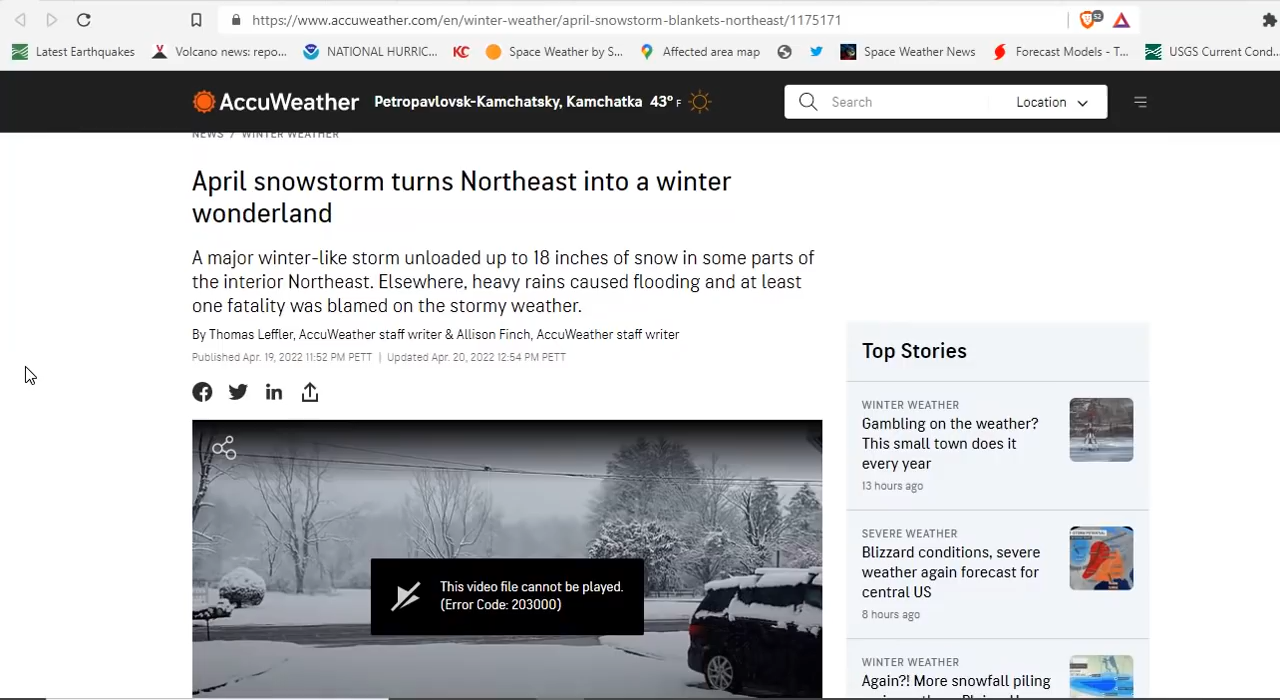 https://www.accuweather.com/en/winter-weather/april-snowstorm-blankets-northeast/1175171
52
Latest Earthquakes
Volcano news: repo...
NATIONAL HURRIC...
KC
Space Weather by S...
Affected area map
Space Weather News
Forecast Models - T...
USGS Current Cond...
AccuWeather
Petropavlovsk-Kamchatsky, Kamchatka 43° F
Search
Location
NEWS / WINTER WEATHER
April snowstorm turns Northeast into a winter
wonderland
A major winter-like storm unloaded up to 18 inches of snow in some parts of
the interior Northeast. Elsewhere, heavy rains caused flooding and at least
one fatality was blamed on the stormy weather.
By Thomas Leffler, AccuWeather staff writer & Allison Finch, AccuWeather staff writer
Published Apr. 19, 2022 11:52 PM PETT | Updated Apr. 20, 2022 12:54 PM PETT
This video file cannot be played.
(Error Code: 203000)
Top Stories
WINTER WEATHER
Gambling on the weather?
This small town does it
every year
13 hours ago
SEVERE WEATHER
Blizzard conditions, severe
weather again forecast for
central US
8 hours ago
WINTER WEATHER
Again?! More snowfall piling